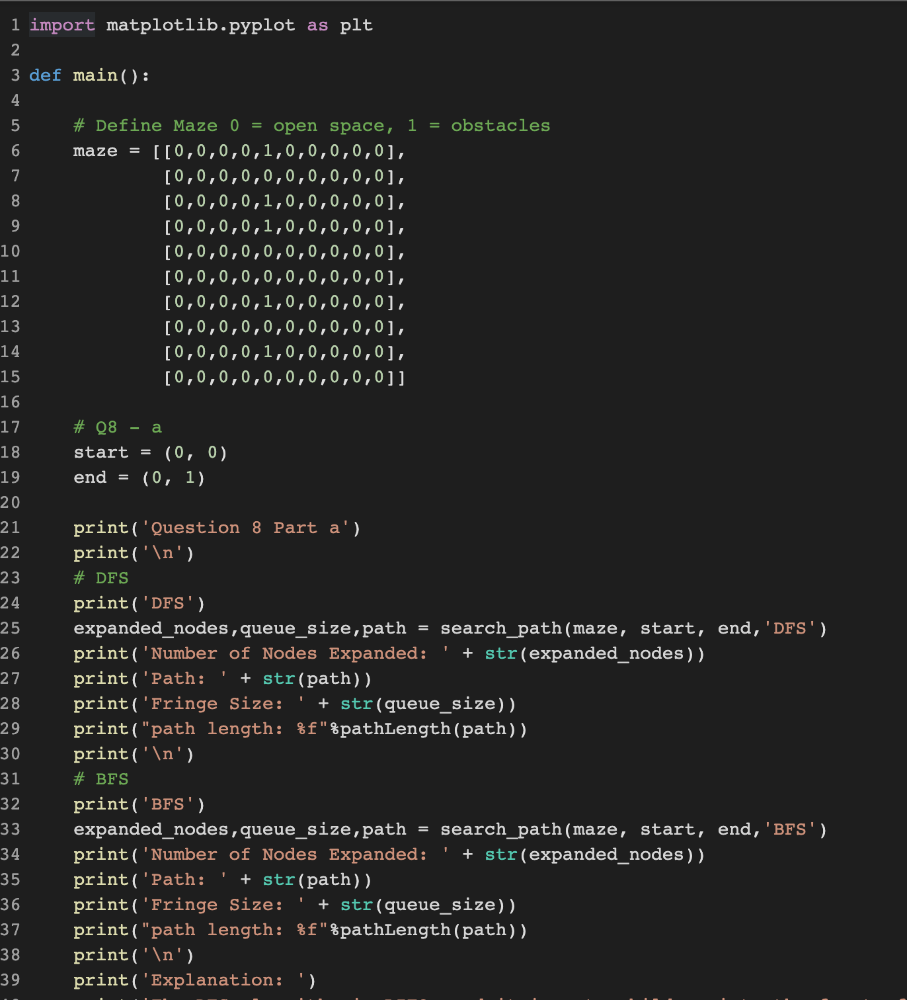 1 import matplotlib.pyplot as plt
2
3 def main():
4
5     # Define Maze 0 = open space, 1 = obstacles
6     maze = [[0,0,0,0,1,0,0,0,0,0],
7             [0,0,0,0,0,0,0,0,0,0],
8             [0,0,0,0,1,0,0,0,0,0],
9             [0,0,0,0,1,0,0,0,0,0],
10             [0,0,0,0,0,0,0,0,0,0],
11             [0,0,0,0,0,0,0,0,0,0],
12             [0,0,0,0,1,0,0,0,0,0],
13             [0,0,0,0,0,0,0,0,0,0],
14             [0,0,0,0,1,0,0,0,0,0],
15             [0,0,0,0,0,0,0,0,0,0]]
16
17     # Q8 - a
18     start = (0, 0)
19     end = (0, 1)
20
21     print('Question 8 Part a')
22     print('\n')
23     # DFS
24     print('DFS')
25     expanded_nodes,queue_size,path = search_path(maze, start, end,'DFS')
26     print('Number of Nodes Expanded: ' + str(expanded_nodes))
27     print('Path: ' + str(path))
28     print('Fringe Size: ' + str(queue_size))
29     print("path length: %f"%pathLength(path))
30     print('\n')
31     # BFS
32     print('BFS')
33     expanded_nodes,queue_size,path = search_path(maze, start, end,'BFS')
34     print('Number of Nodes Expanded: ' + str(expanded_nodes))
35     print('Path: ' + str(path))
36     print('Fringe Size: ' + str(queue_size))
37     print("path length: %f"%pathLength(path))
38     print('\n')
39     print('Explanation: ')